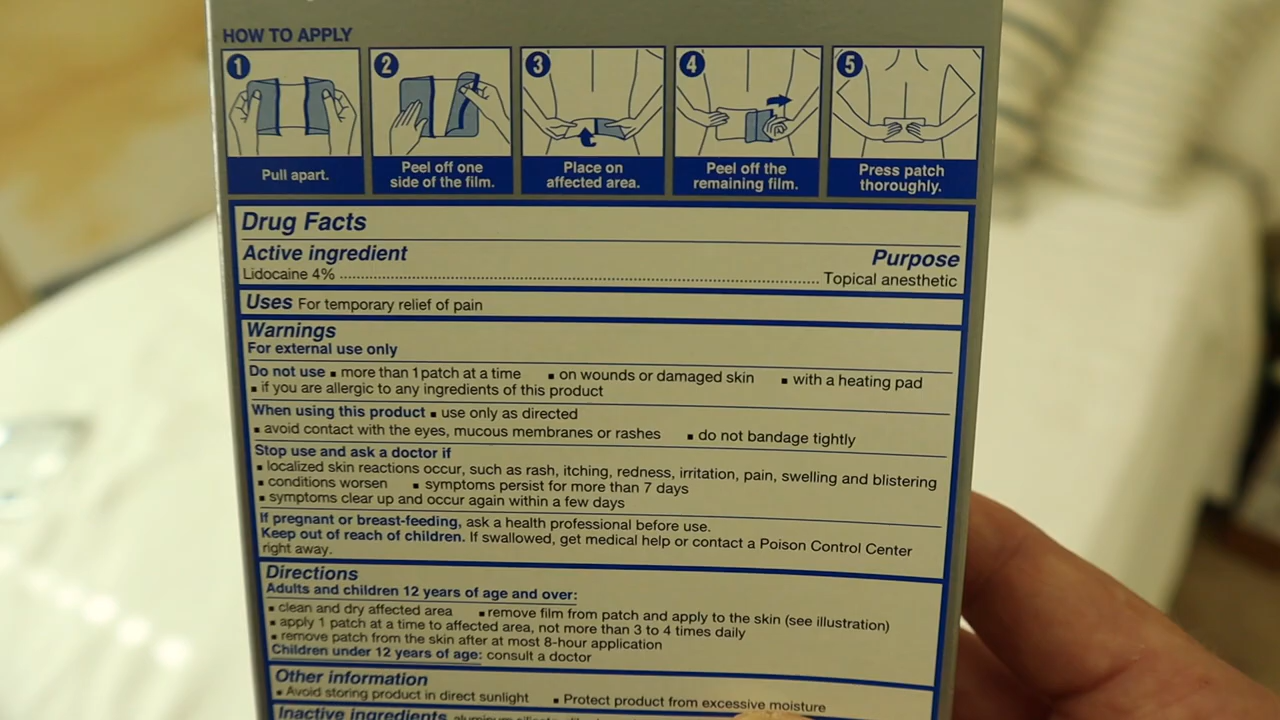 HOW TO APPLY
1
Pull apart.
2
Peel off one
side of the film.
3
Place on
affected area.
4
Peel off the
remaining film.
5
Press patch
thoroughly.
Drug Facts
Active ingredient Purpose
Lidocaine 4% ........ Topical anesthetic
Uses For temporary relief of pain
Warnings
For external use only
Do not use ▪ more than 1 patch at a time ▪ on wounds or damaged skin ▪ with a heating pad
▪ if you are allergic to any ingredients of this product
When using this product ▪ use only as directed
▪ avoid contact with the eyes, mucous membranes or rashes ▪ do not bandage tightly
Stop use and ask a doctor if
▪ localized skin reactions occur, such as rash, itching, redness, irritation, pain, swelling and blistering
▪ conditions worsen ▪ symptoms persist for more than 7 days
▪ symptoms clear up and occur again within a few days
If pregnant or breast-feeding, ask a health professional before use.
Keep out of reach of children. If swallowed, get medical help or contact a Poison Control Center
right away.
Directions
Adults and children 12 years of age and over:
▪ clean and dry affected area ▪ remove film from patch and apply to the skin (see illustration)
▪ apply 1 patch at a time to affected area, not more than 3 to 4 times daily
▪ remove patch from the skin after at most 8-hour application
Children under 12 years of age: consult a doctor
Other information
▪ Avoid storing product in direct sunlight ▪ Protect product from excessive moisture
Inactive ingredients